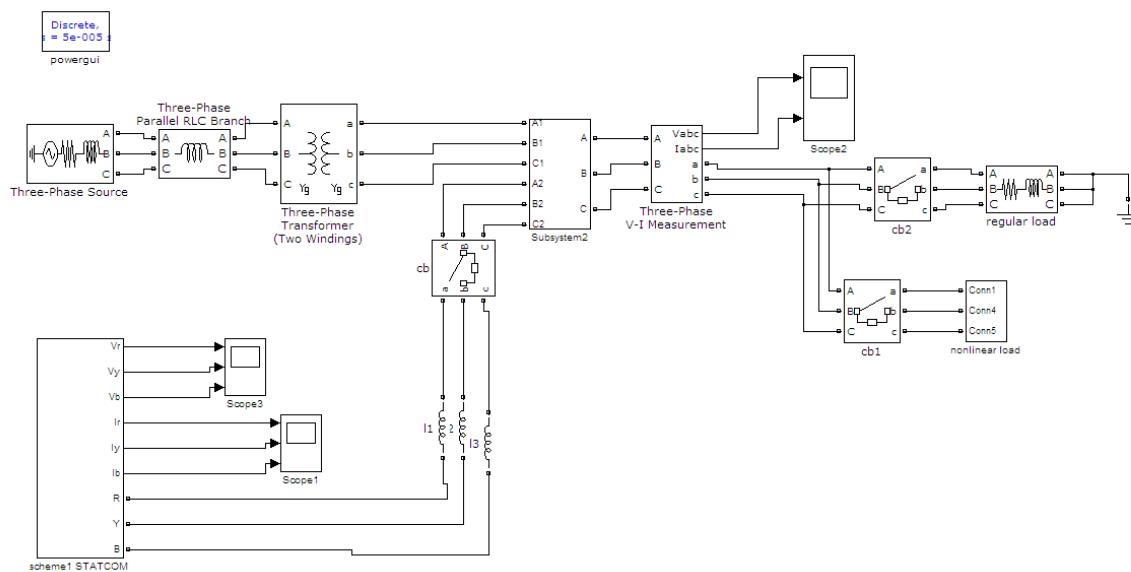 Discrete,
s = 5e-005 s
powergui
Three-Phase Source
A
B
C
Three-Phase
Parallel RLC Branch
A
B
C
A
B
C
Three-Phase
Transformer
(Two Windings)
A
B
C
a
b
c
Yg
Yg
Subsystem2
A1
B1
C1
A2
B2
C2
A
B
C
Three-Phase
V-I Measurement
A
B
C
Vabc
Iabc
a
b
c
Scope2
cb2
A
B
C
a
b
c
regular load
A
B
C
A
B
C
cb1
A
B
C
a
b
c
nonlinear load
Conn1
Conn4
Conn5
cb
A
B
C
a
b
c
l1
2
l3
scheme1 STATCOM
Vr
Vy
Vb
Ir
Iy
Ib
R
Y
B
Scope3
Scope1